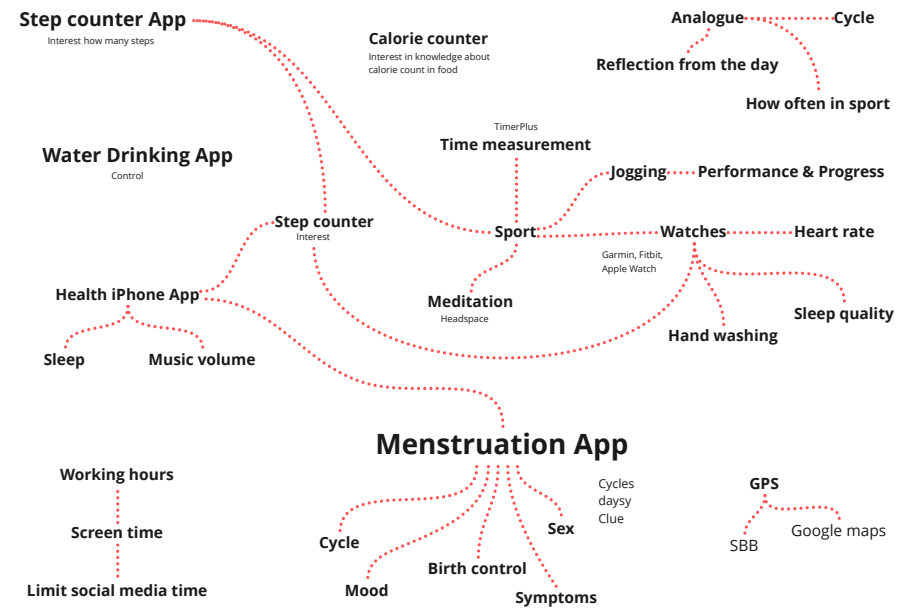 Step counter App
Interest how many steps
Calorie counter
Interest in knowledge about
calorie count in food
Analogue
Cycle
Reflection from the day
How often in sport
Water Drinking App
Control
TimerPlus
Time measurement
Jogging
Performance & Progress
Step counter
Interest
Sport
Watches
Heart rate
Garmin, Fitbit,
Apple Watch
Health iPhone App
Meditation
Headspace
Sleep quality
Hand washing
Sleep
Music volume
Menstruation App
Cycles
daysy
Clue
Working hours
Screen time
Limit social media time
Cycle
Mood
Birth control
Sex
Symptoms
GPS
SBB
Google maps